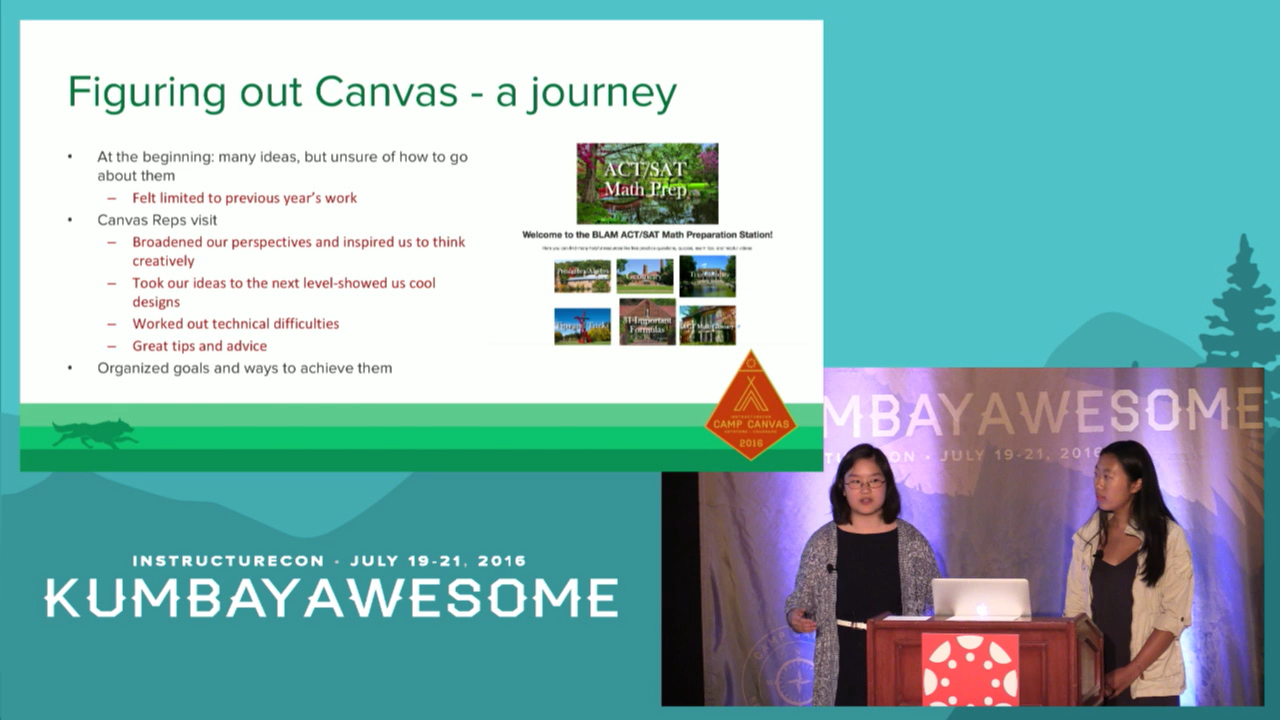 Figuring out Canvas - a journey
• At the beginning: many ideas, but unsure of how to go
about them
– Felt limited to previous year's work
• Canvas Reps visit
– Broadened our perspectives and inspired us to think
creatively
– Took our ideas to the next level-showed us cool
designs
– Worked out technical difficulties
– Great tips and advice
• Organized goals and ways to achieve them
ACT/SAT
Math Prep
Welcome to the BLAM ACT/SAT Math Preparation Station!
Geometry
31 Important
Formulas
INSTRUCTURECON
CAMP CANVAS
2016
MBAYAWESOME
CON • JULY 19-21, 2016
INSTRUCTURECON • JULY 19-21, 2016
KUMBAYAWESOME